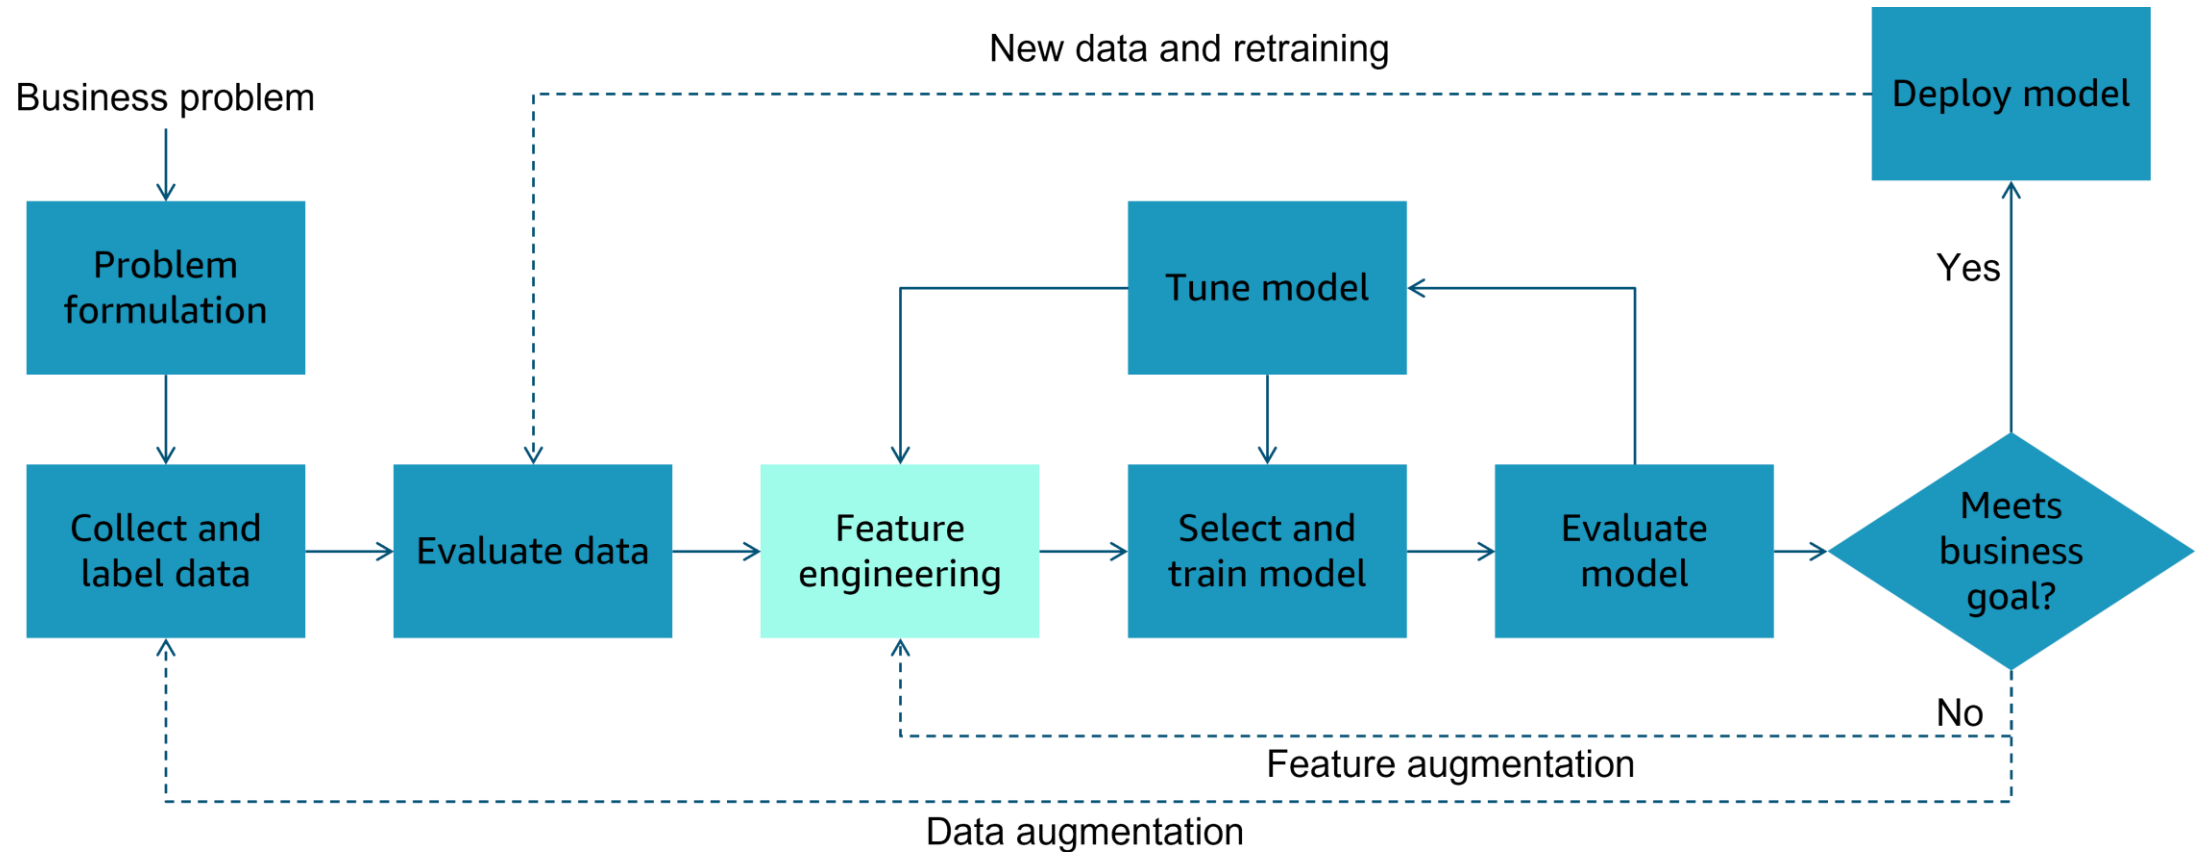 New data and retraining
Deploy model
Business problem
Problem
formulation
Tune model
Yes
Collect and
label data
Evaluate data
Feature
engineering
Select and
train model
Evaluate
model
Meets
business
goal?
No
Feature augmentation
Data augmentation